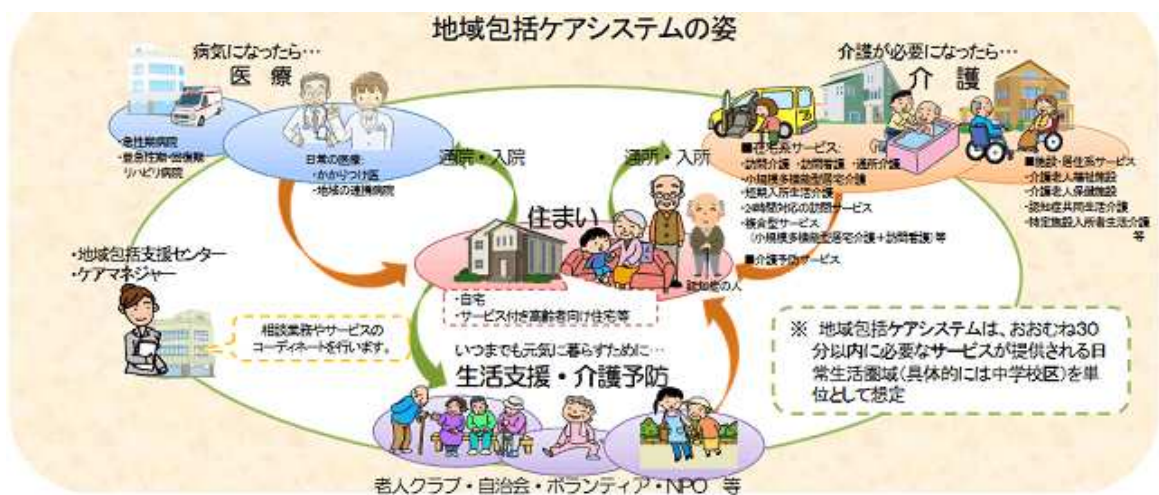 地域包括ケアシステムの姿
病気になったら…
医 療
・急性期病院
・亜急性期・回復期
リハビリ病院
日常の医療:
・かかりつけ医
・地域の連携病院
通院・入院
通所・入所
介護が必要になったら…
介 護
■在宅系サービス:
・訪問介護 ・訪問看護 ・通所介護
・小規模多機能型居宅介護
・短期入所生活介護
・24時間対応の訪問サービス
・複合型サービス
(小規模多機能型居宅介護+訪問看護)等
■介護予防サービス
■施設・居住系サービス
・介護老人福祉施設
・介護老人保健施設
・認知症共同生活介護
・特定施設入所者生活介護
等
住まい
認知症の人
・自宅
・サービス付き高齢者向け住宅等
・地域包括支援センター
・ケアマネジャー
相談業務やサービスの
コーディネートを行います。
いつまでも元気に暮らすために…
生活支援・介護予防
老人クラブ・自治会・ボランティア・NPO 等
※ 地域包括ケアシステムは、おおむね30
分以内に必要なサービスが提供される日
常生活圏域(具体的には中学校区)を単
位として想定